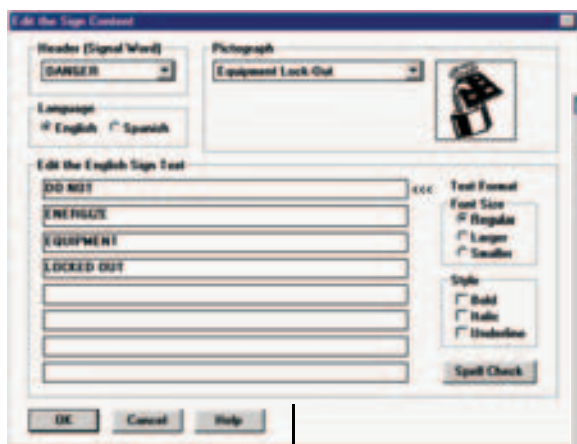 Edit the Sign Content
Header (Signal Word)
DANGER
Pictograph
Equipment Lock Out
Language
English Spanish
Edit the English Sign Text
DO NOT
<<<
ENERGIZE
EQUIPMENT
LOCKED OUT
Text Format
Font Size
Regular
Larger
Smaller
Style
Bold
Italic
Underline
Spell Check
OK Cancel Help